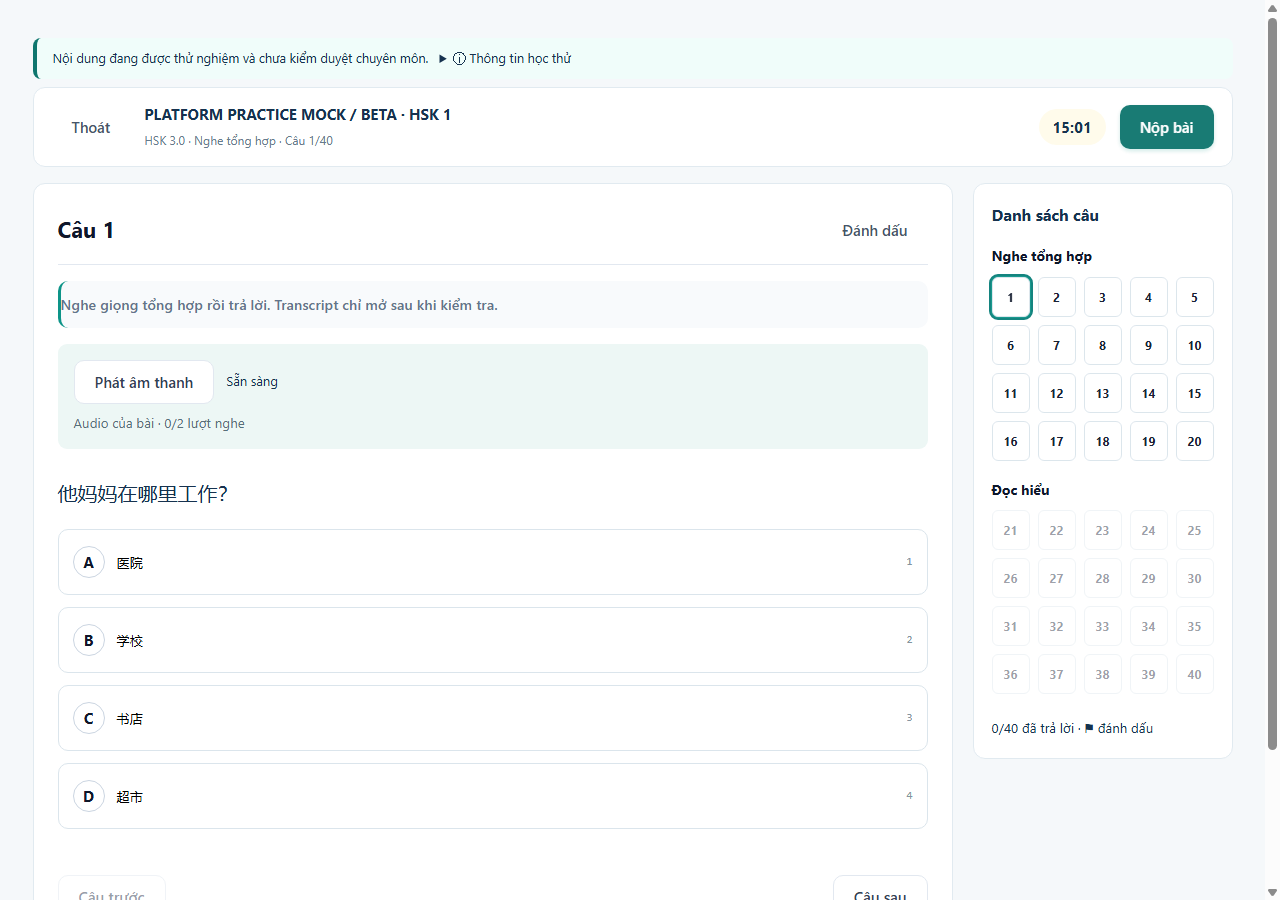 Nội dung đang được thử nghiệm và chưa kiểm duyệt chuyên môn. ▶ ⓘ Thông tin học thử
Thoát
PLATFORM PRACTICE MOCK / BETA · HSK 1
HSK 3.0 · Nghe tổng hợp · Câu 1/40
15:01
Nộp bài
Câu 1
Đánh dấu
Nghe giọng tổng hợp rồi trả lời. Transcript chỉ mở sau khi kiểm tra.
Phát âm thanh
Sẵn sàng
Audio của bài · 0/2 lượt nghe
他妈妈在哪里工作？
A 医院 1
B 学校 2
C 书店 3
D 超市 4
Câu trước
Câu sau
Danh sách câu
Nghe tổng hợp
1 2 3 4 5
6 7 8 9 10
11 12 13 14 15
16 17 18 19 20
Đọc hiểu
21 22 23 24 25
26 27 28 29 30
31 32 33 34 35
36 37 38 39 40
0/40 đã trả lời · ⚑ đánh dấu